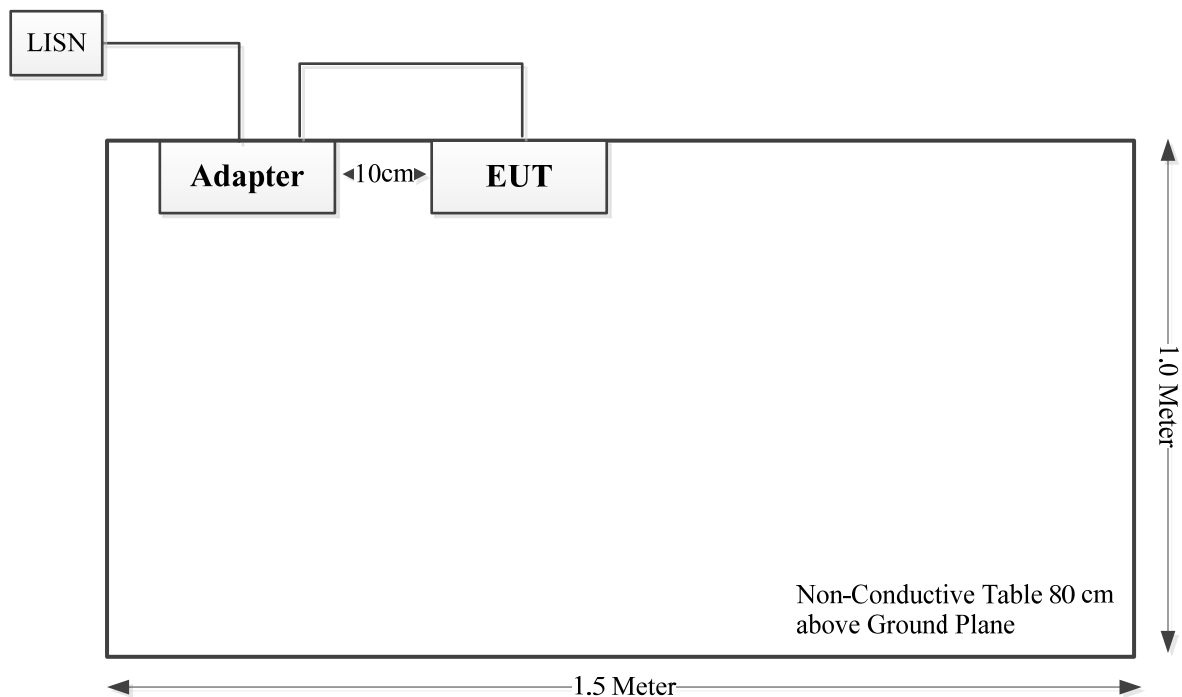 LISN
Adapter
10cm
EUT
1.0 Meter
Non-Conductive Table 80 cm
above Ground Plane
1.5 Meter